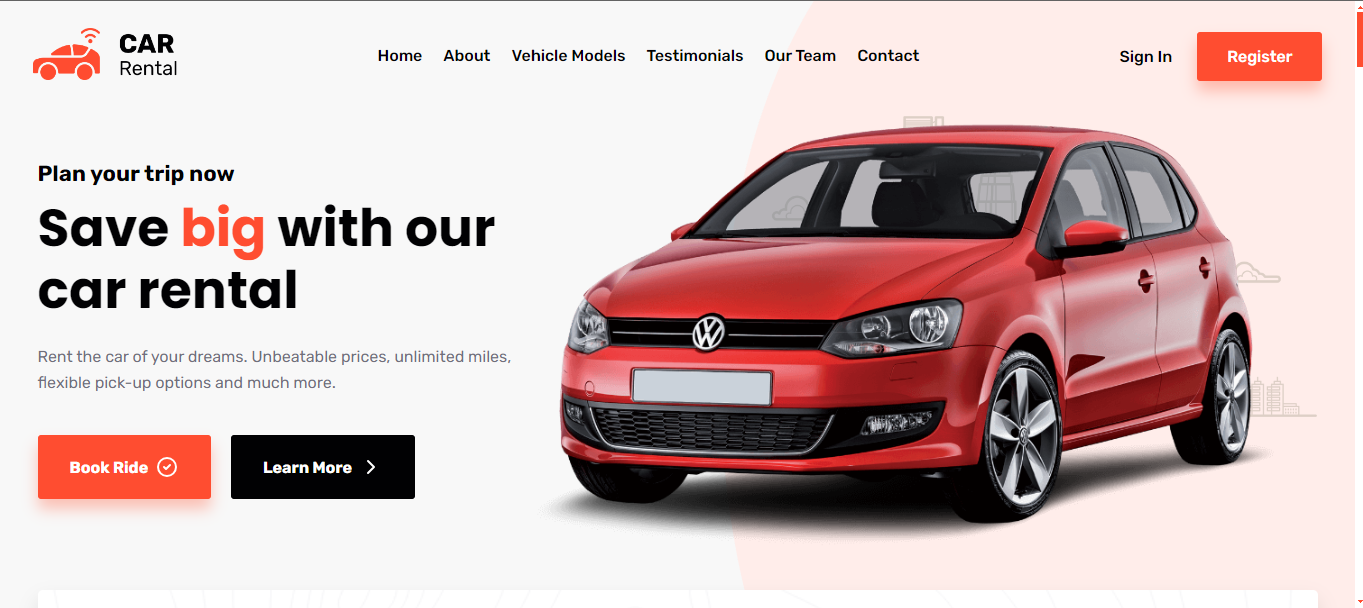 CAR
Rental
Home About Vehicle Models Testimonials Our Team Contact
Sign In Register
Plan your trip now
Save big with our
car rental
Rent the car of your dreams. Unbeatable prices, unlimited miles,
flexible pick-up options and much more.
Book Ride Learn More